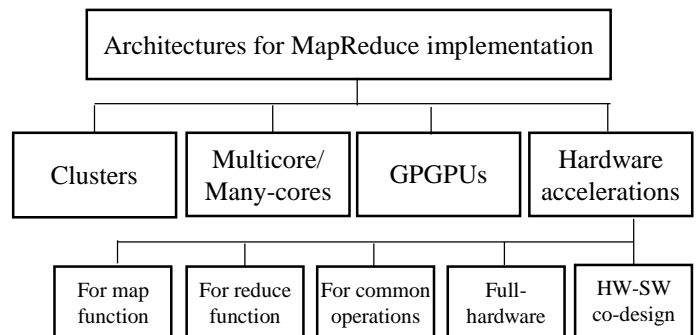 Architectures for MapReduce implementation
Clusters
Multicore/
Many-cores
GPGPUs
Hardware
accelerations
For map
function
For reduce
function
For common
operations
Full-
hardware
HW-SW
co-design